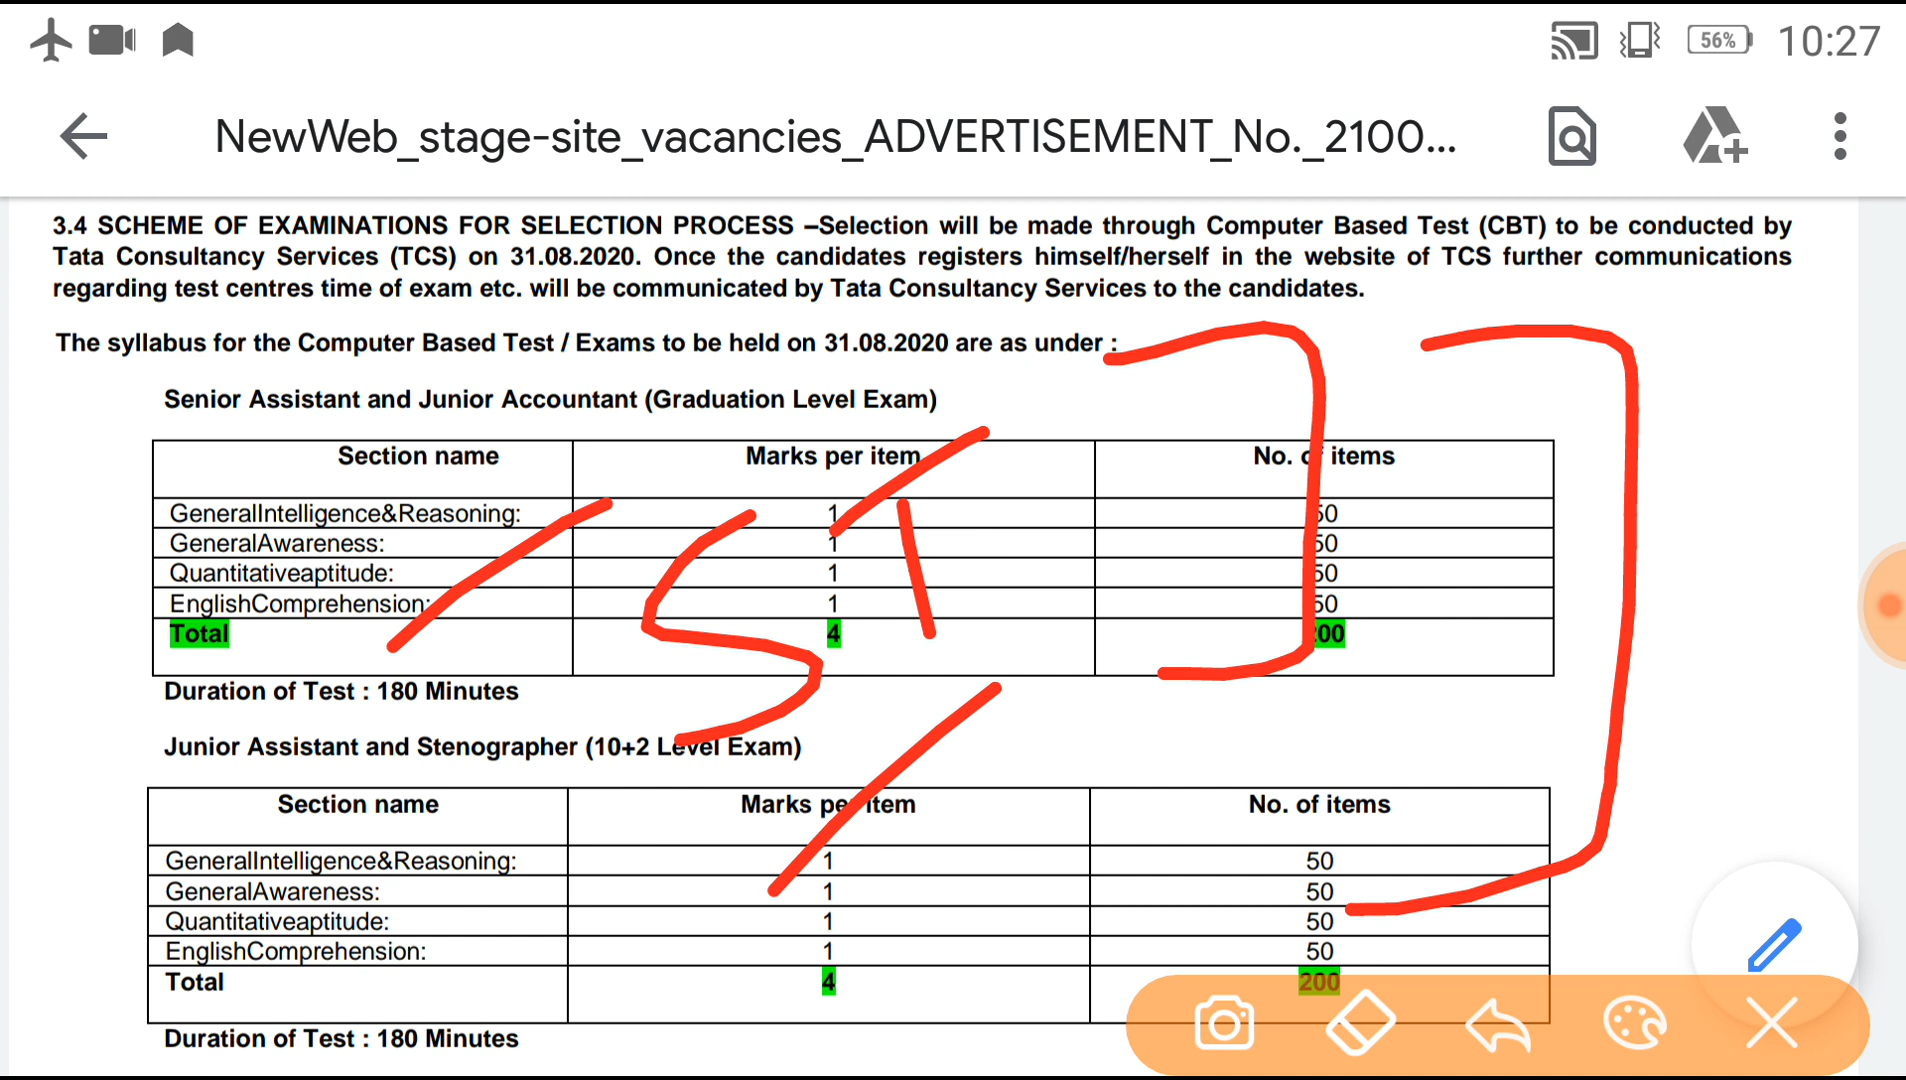 56% 10:27
NewWeb_stage-site_vacancies_ADVERTISEMENT_No._2100...
3.4 SCHEME OF EXAMINATIONS FOR SELECTION PROCESS –Selection will be made through Computer Based Test (CBT) to be conducted by
Tata Consultancy Services (TCS) on 31.08.2020. Once the candidates registers himself/herself in the website of TCS further communications
regarding test centres time of exam etc. will be communicated by Tata Consultancy Services to the candidates.
The syllabus for the Computer Based Test / Exams to be held on 31.08.2020 are as under :
Senior Assistant and Junior Accountant (Graduation Level Exam)
Section name Marks per item No. of items
GeneralIntelligence&Reasoning: 1 50
GeneralAwareness: 1 50
Quantitativeaptitude: 1 50
EnglishComprehension: 1 50
Total 4 200
Duration of Test : 180 Minutes
Junior Assistant and Stenographer (10+2 Level Exam)
Section name Marks per item No. of items
GeneralIntelligence&Reasoning: 1 50
GeneralAwareness: 1 50
Quantitativeaptitude: 1 50
EnglishComprehension: 1 50
Total 4 200
Duration of Test : 180 Minutes